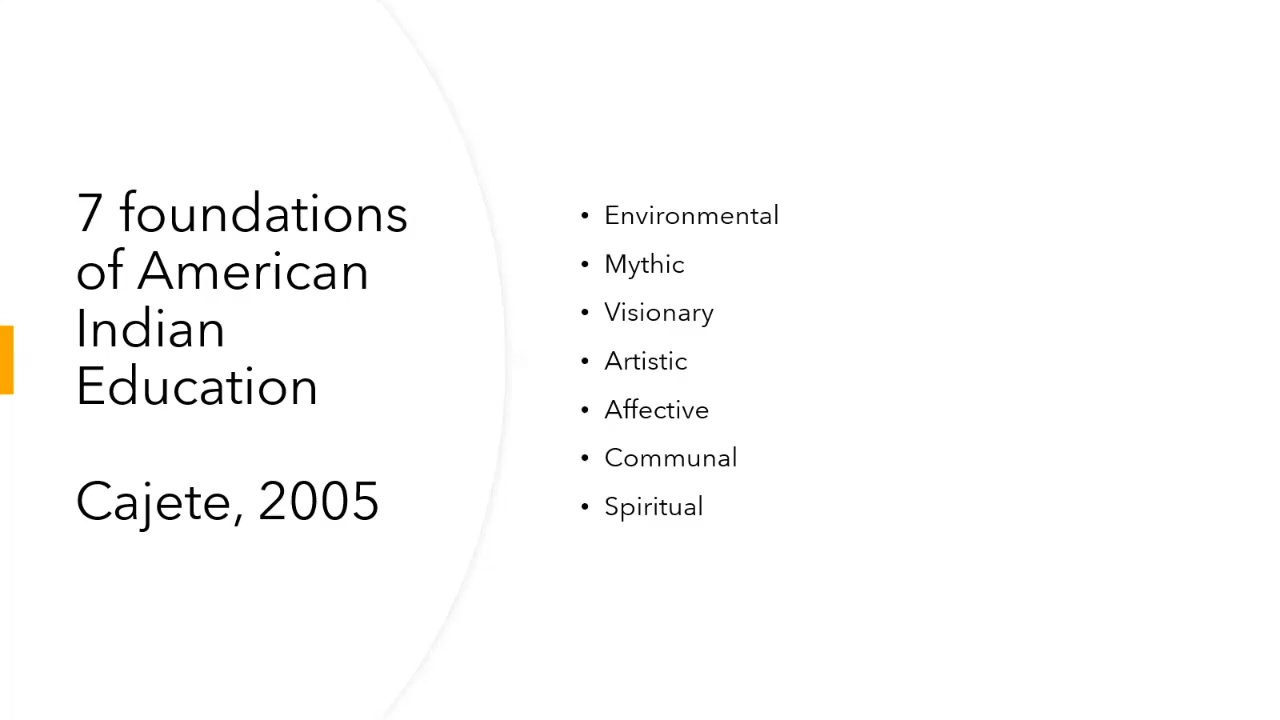 7 foundations
of American
Indian
Education
Cajete, 2005
• Environmental
• Mythic
• Visionary
• Artistic
• Affective
• Communal
• Spiritual